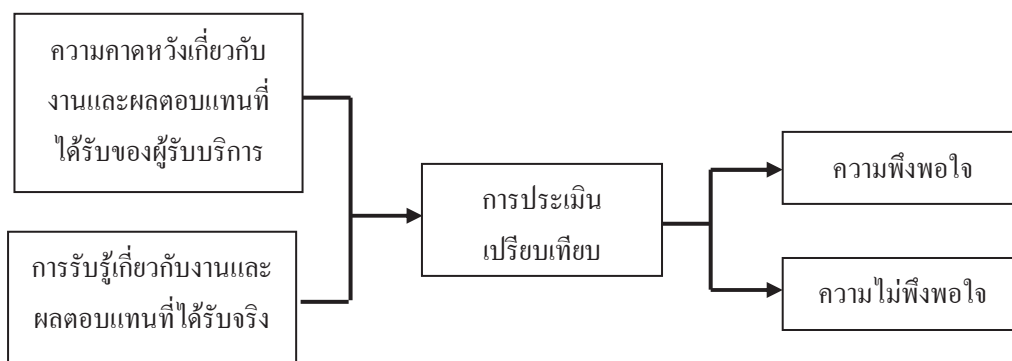 ความคาดหวังเกี่ยวกับ
งานและผลตอบแทนที่
ได้รับของผู้รับบริการ
การรับรู้เกี่ยวกับงานและ
ผลตอบแทนที่ได้รับจริง
การประเมิน
เปรียบเทียบ
ความพึงพอใจ
ความไม่พึงพอใจ